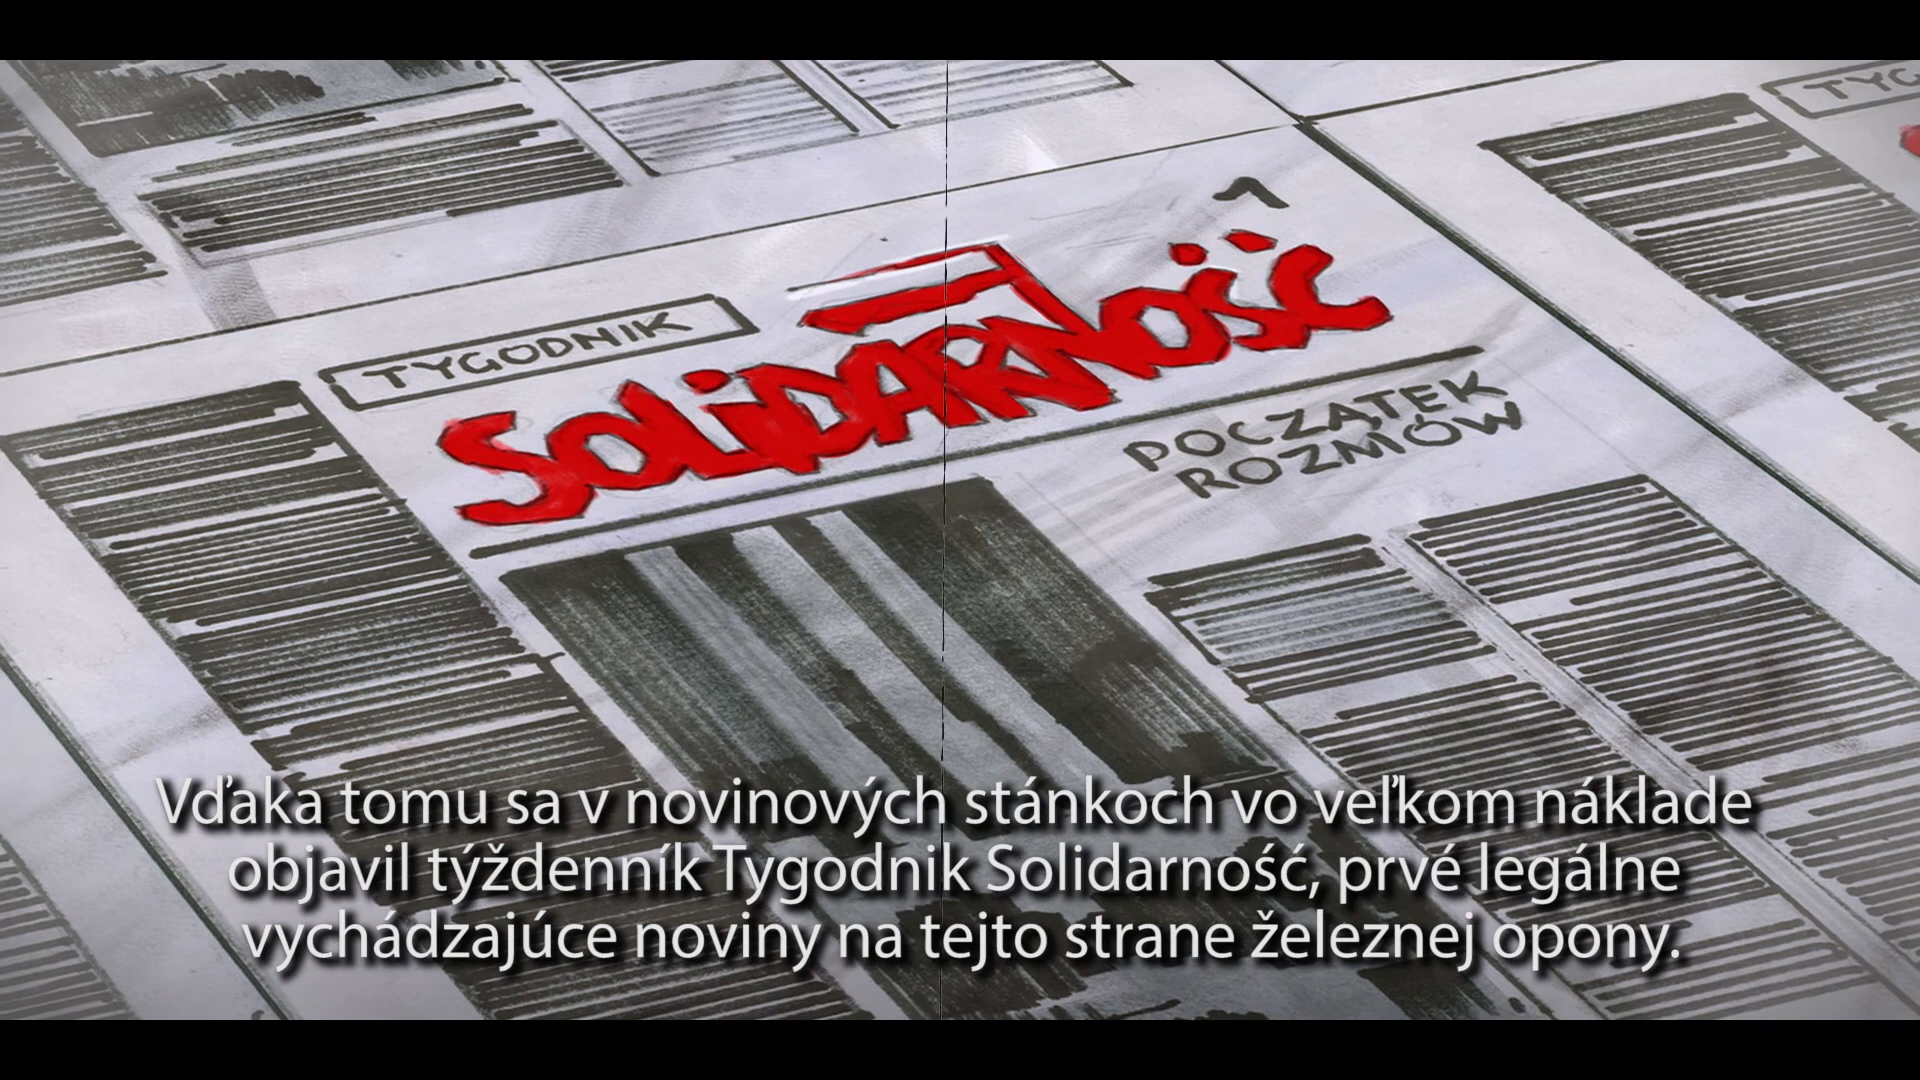 TYG
1
TYGODNIK
SOLIDARNOŚĆ
POCZĄTEK
ROZMÓW
Vďaka tomu sa v novinových stánkoch vo veľkom náklade
objavil týždenník Tygodnik Solidarność, prvé legálne
vychádzajúce noviny na tejto strane železnej opony.